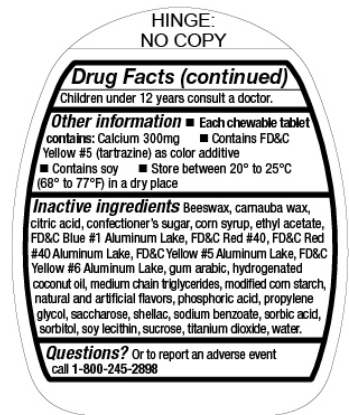 HINGE:
NO COPY
Drug Facts (continued)
Children under 12 years consult a doctor.
Other information ■ Each chewable tablet
contains: Calcium 300mg ■ Contains FD&C
Yellow #5 (tartrazine) as color additive
■ Contains soy ■ Store between 20° to 25°C
(68° to 77°F) in a dry place
Inactive ingredients Beeswax, carnauba wax,
citric acid, confectioner's sugar, corn syrup, ethyl acetate,
FD&C Blue #1 Aluminum Lake, FD&C Red #40, FD&C Red
#40 Aluminum Lake, FD&C Yellow #5 Aluminum Lake, FD&C
Yellow #6 Aluminum Lake, gum arabic, hydrogenated
coconut oil, medium chain triglycerides, modified corn starch,
natural and artificial flavors, phosphoric acid, propylene
glycol, saccharose, shellac, sodium benzoate, sorbic acid,
sorbitol, soy lecithin, sucrose, titanium dioxide, water.
Questions? Or to report an adverse event
call 1-800-245-2898